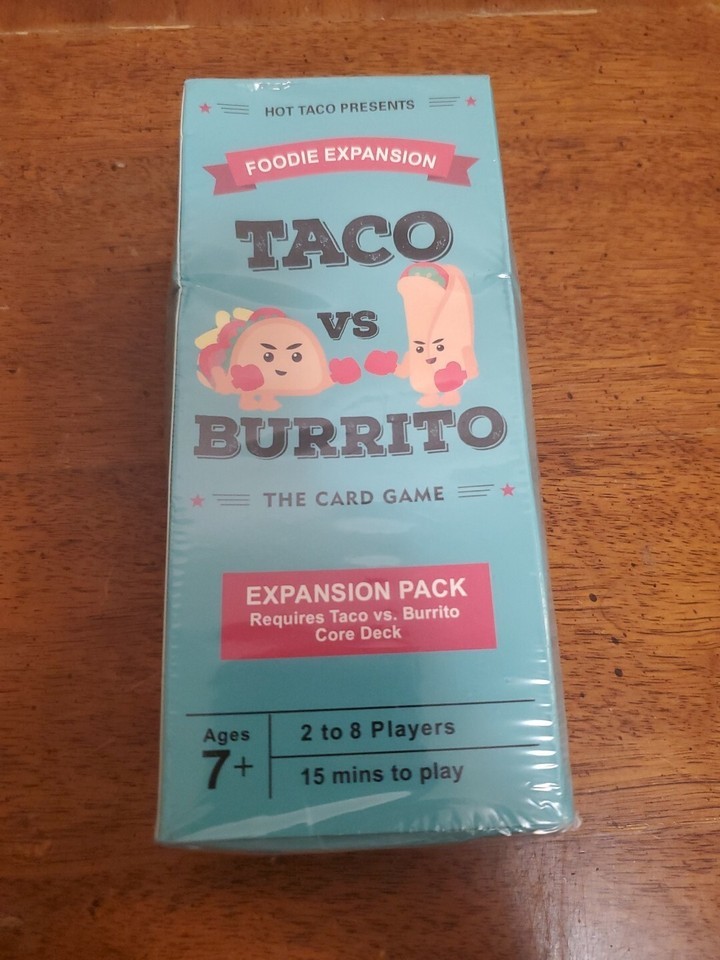 HOT TACO PRESENTS
FOODIE EXPANSION
TACO
VS
BURRITO
THE CARD GAME
EXPANSION PACK
Requires Taco vs. Burrito
Core Deck
Ages
7+
2 to 8 Players
15 mins to play